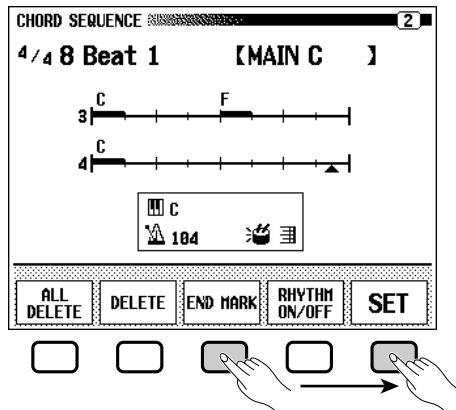 CHORD SEQUENCE 2
4/4 8 Beat 1 【MAIN C 】
C F
3
C
4
C
104
ALL DELETE DELETE END MARK RHYTHM ON/OFF SET